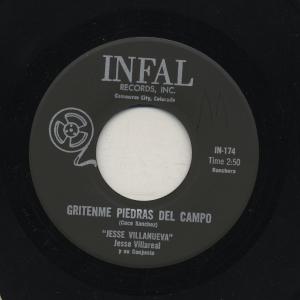 INFAL
RECORDS, INC.
Commerce City, Colorado
IN-174
Time 2:50
Ranchera
GRITENME PIEDRAS DEL CAMPO
(Cuco Sanchez)
"JESSE VILLANUEVA"
Jesse Villareal
y su Conjunto